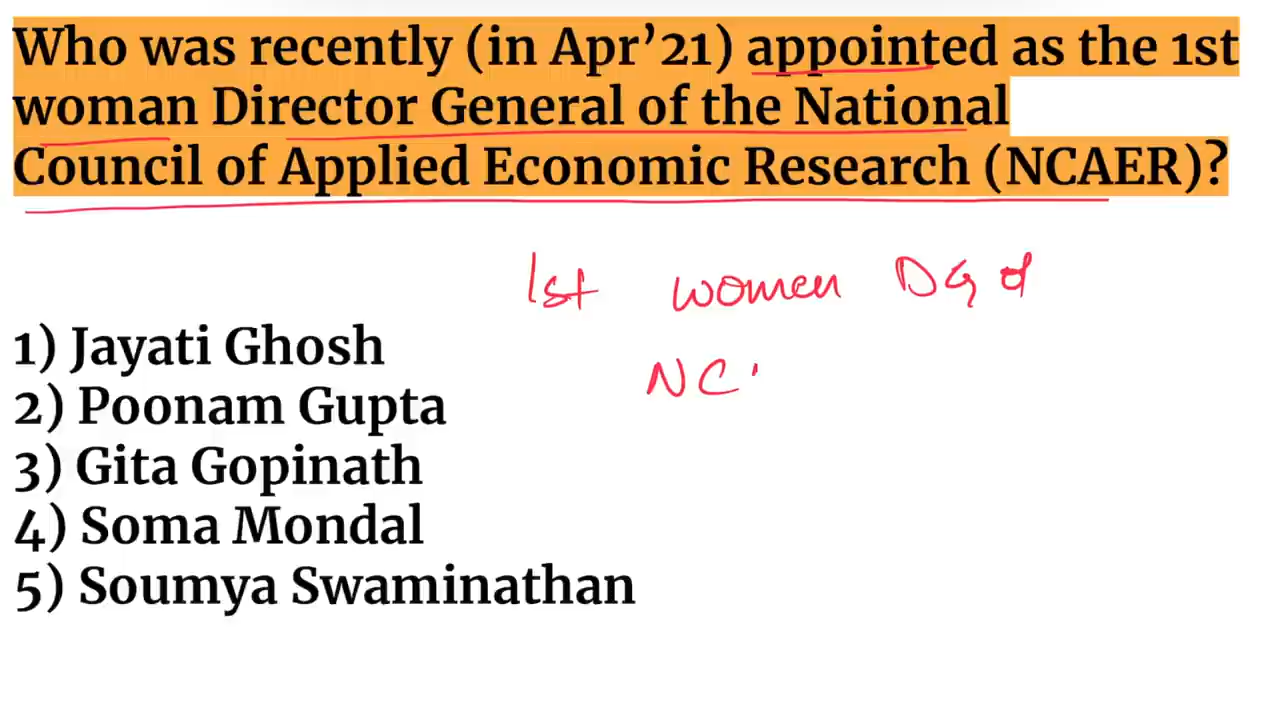 Who was recently (in Apr’21) appointed as the 1st
woman Director General of the National
Council of Applied Economic Research (NCAER)?
1st women DG of
NC
1) Jayati Ghosh
2) Poonam Gupta
3) Gita Gopinath
4) Soma Mondal
5) Soumya Swaminathan